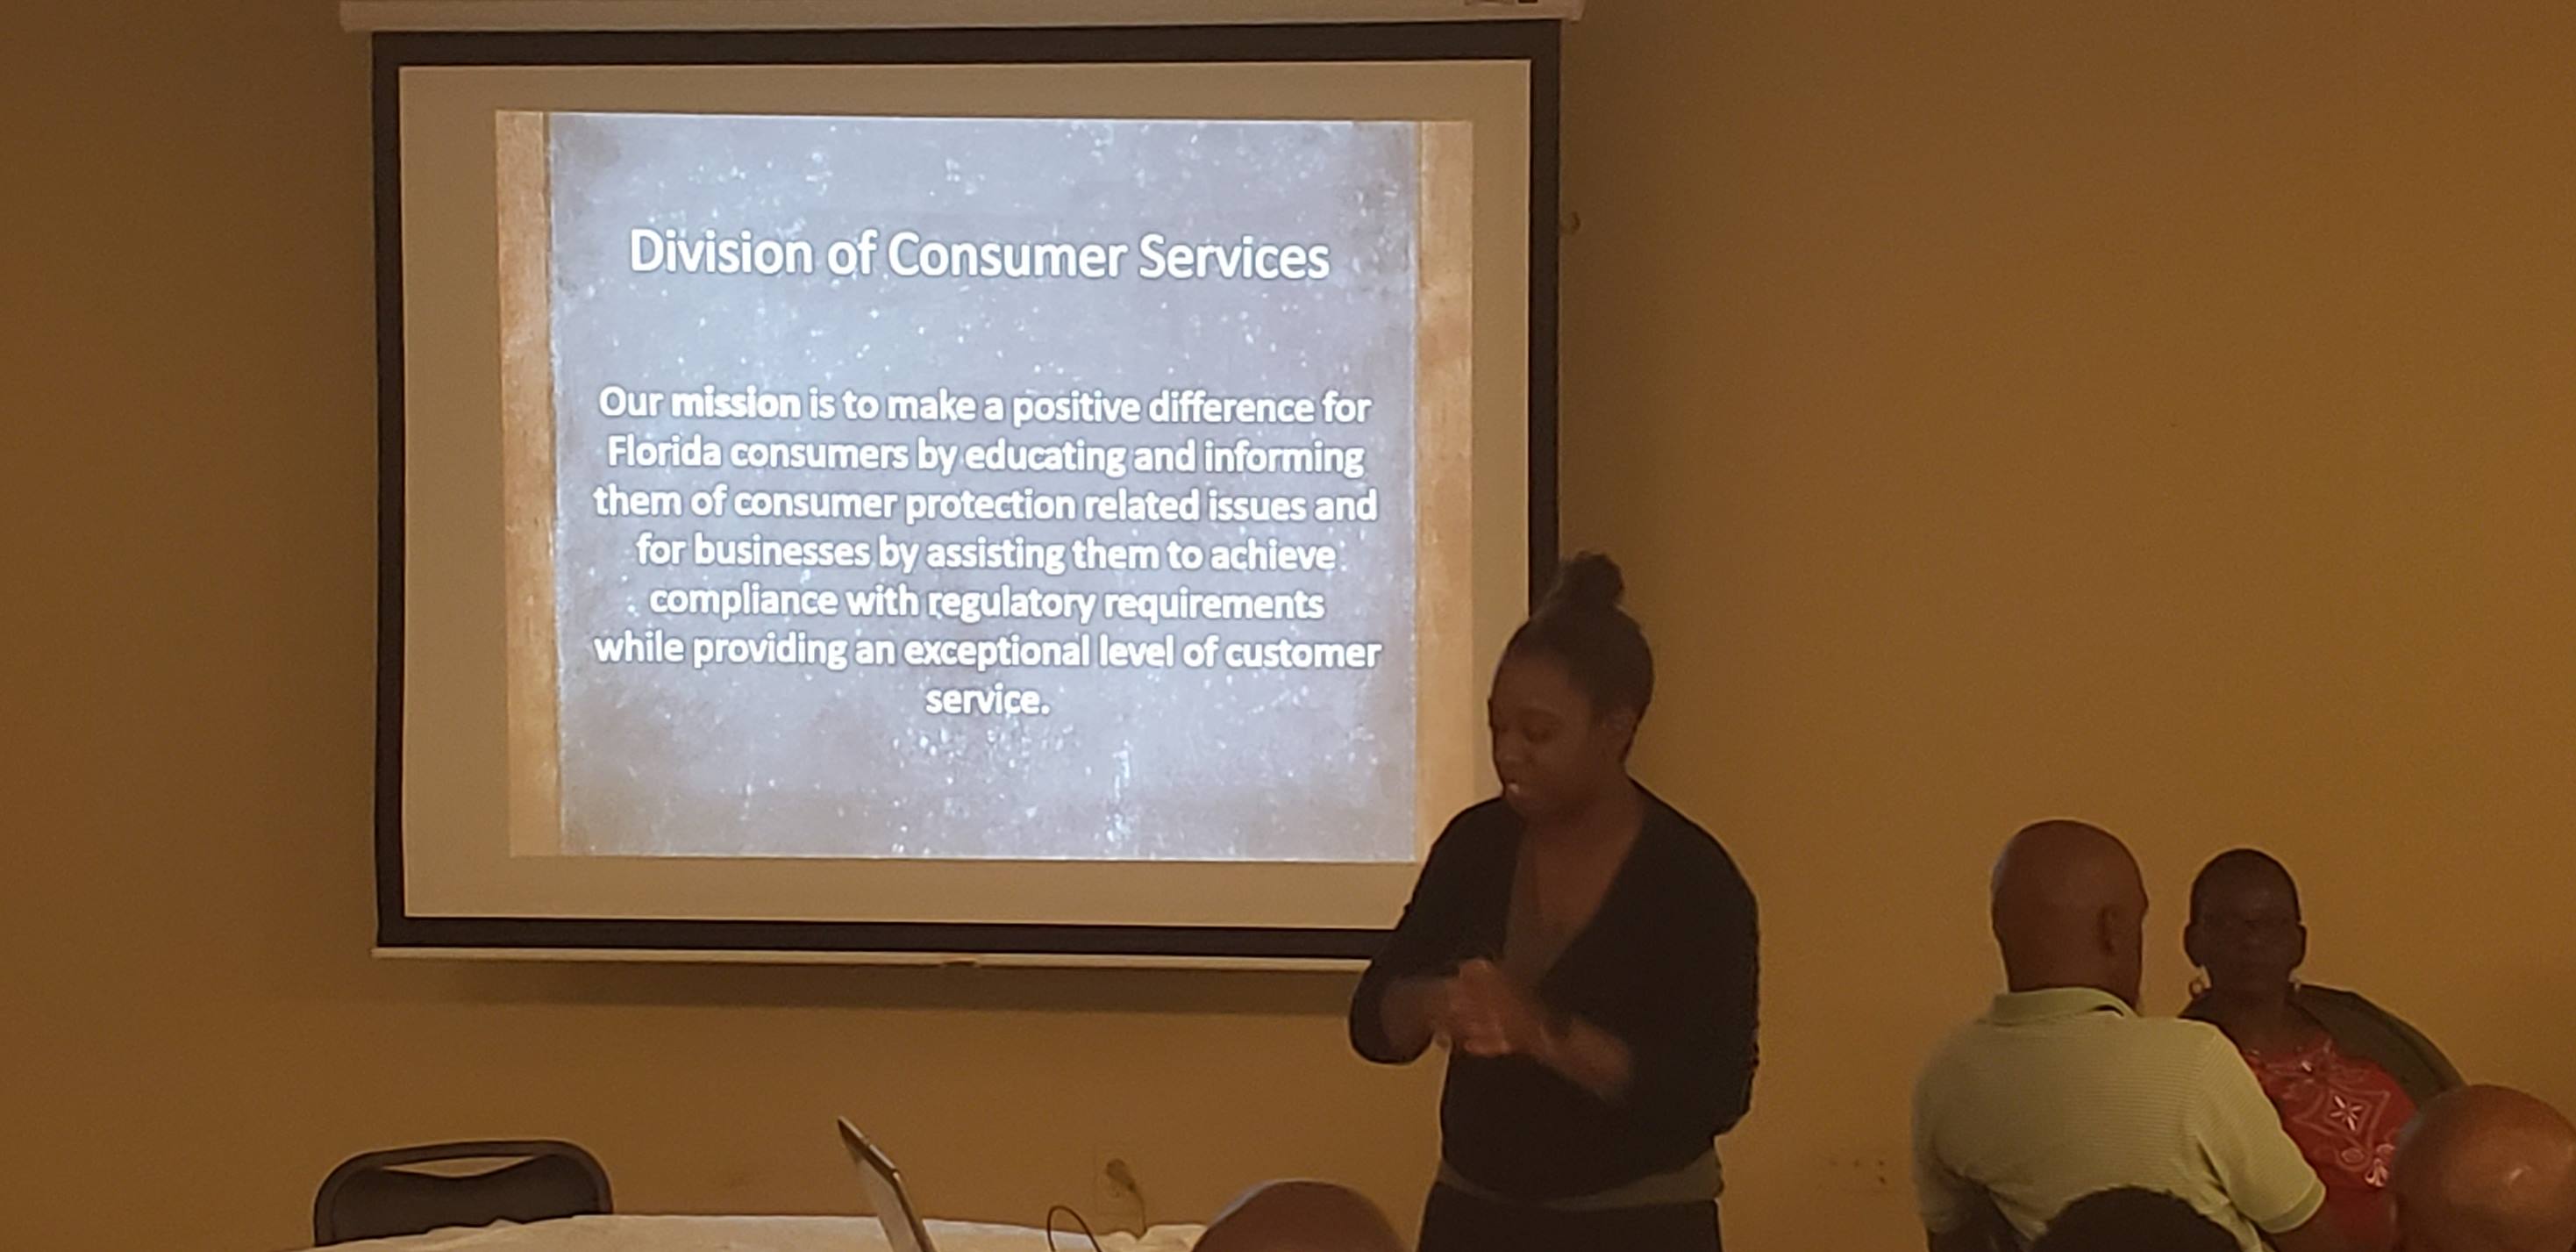 Division of Consumer Services
Our mission is to make a positive difference for
Florida consumers by educating and informing
them of consumer protection related issues and
for businesses by assisting them to achieve
compliance with regulatory requirements
while providing an exceptional level of customer
service.